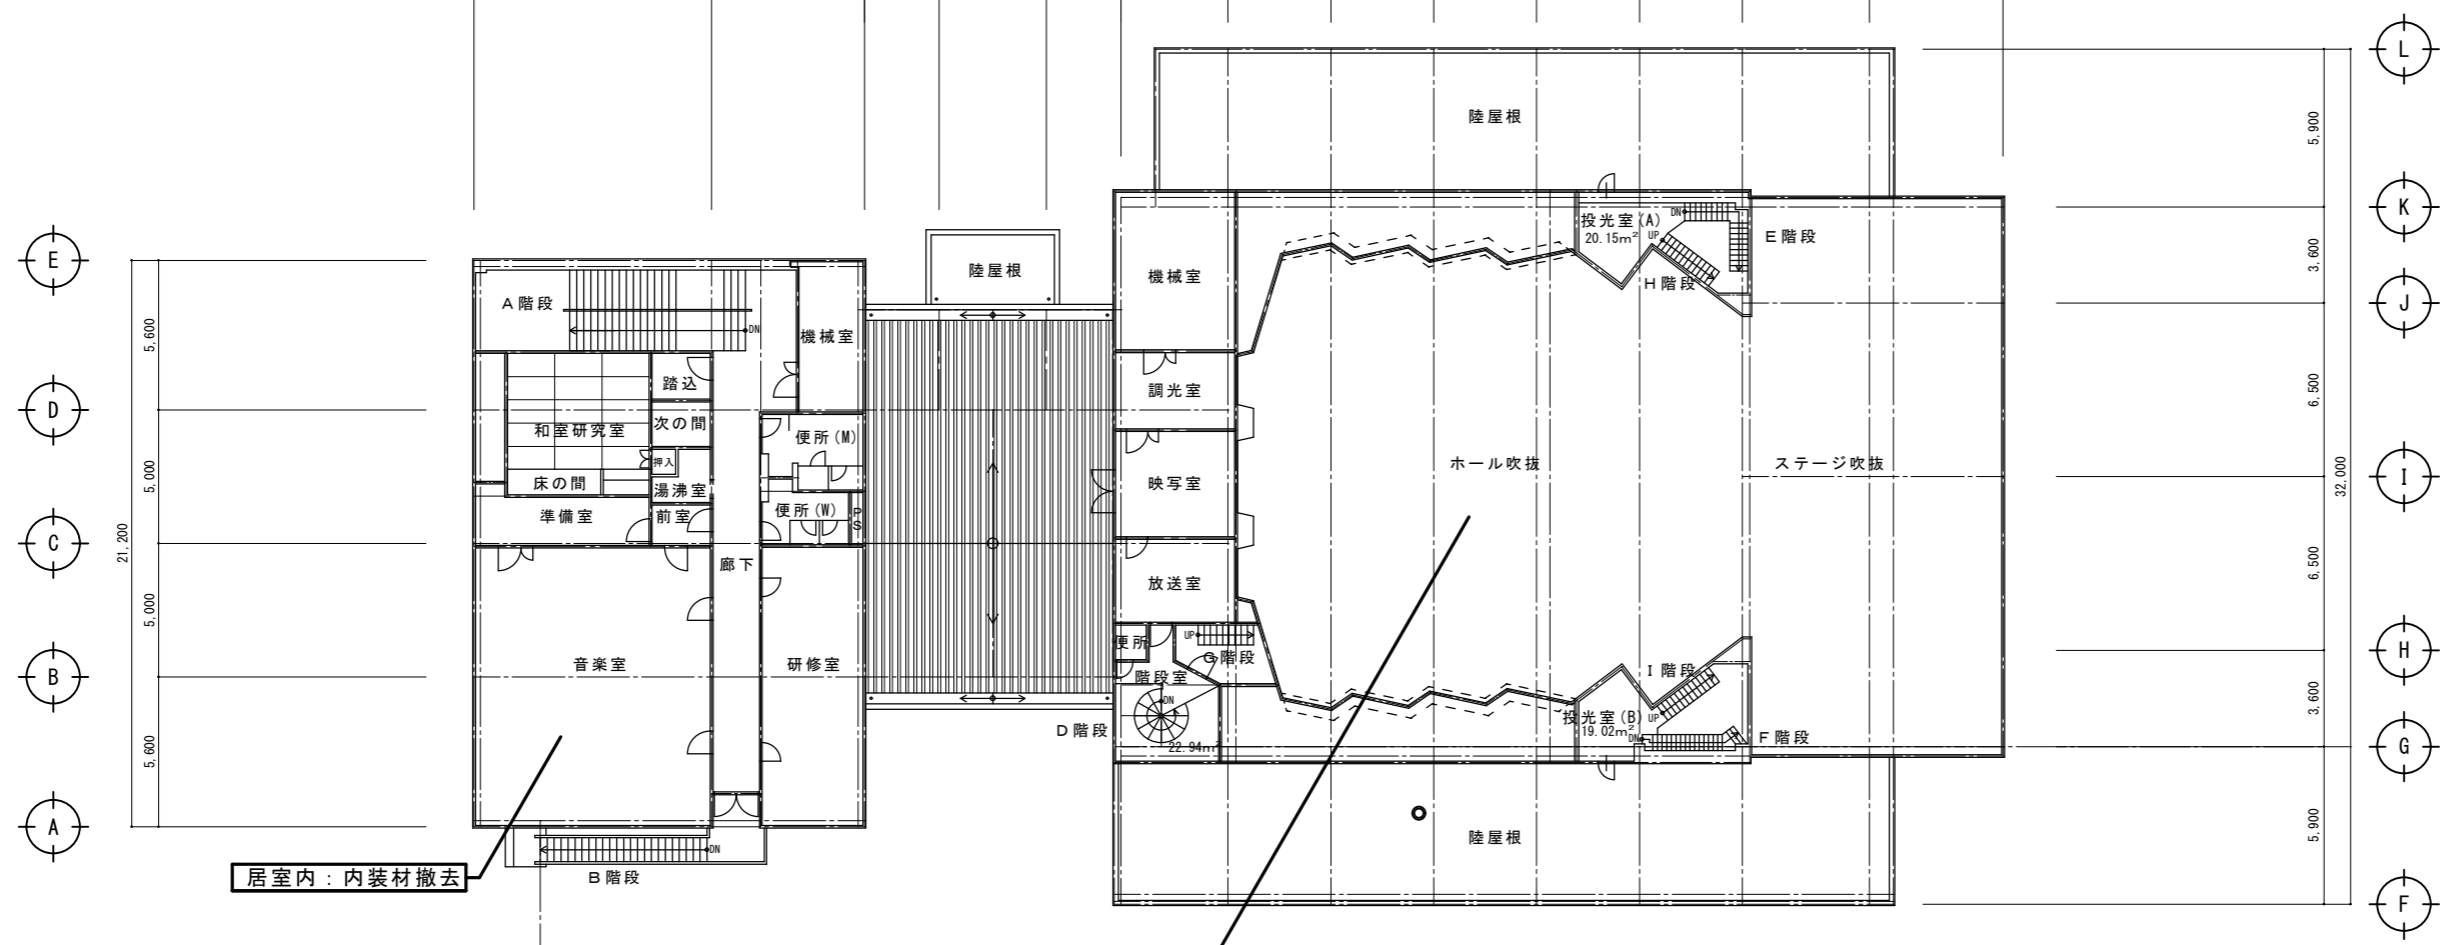 L
陸屋根
5,900
K
投光室(A)
DN
20.15m²
UP
E階段
E
陸屋根
機械室
3,600
H階段
A階段
J
DN
機械室
5,600
踏込
調光室
6,500
D
次の間
和室研究室
便所(M)
押入
ホール吹抜
ステージ吹抜
床の間
湯沸室
映写室
I
5,000
32,000
準備室
前室
便所(W)
PS
C
21,200
廊下
放送室
6,500
5,000
便所
UP
G階段
H
音楽室
研修室
階段室
I階段
B
DN
投光室(B)
UP
3,600
D階段
22.94m²
19.02m²
DN
F階段
G
5,600
A
陸屋根
5,900
DN
居室内：内装材撤去
B階段
F